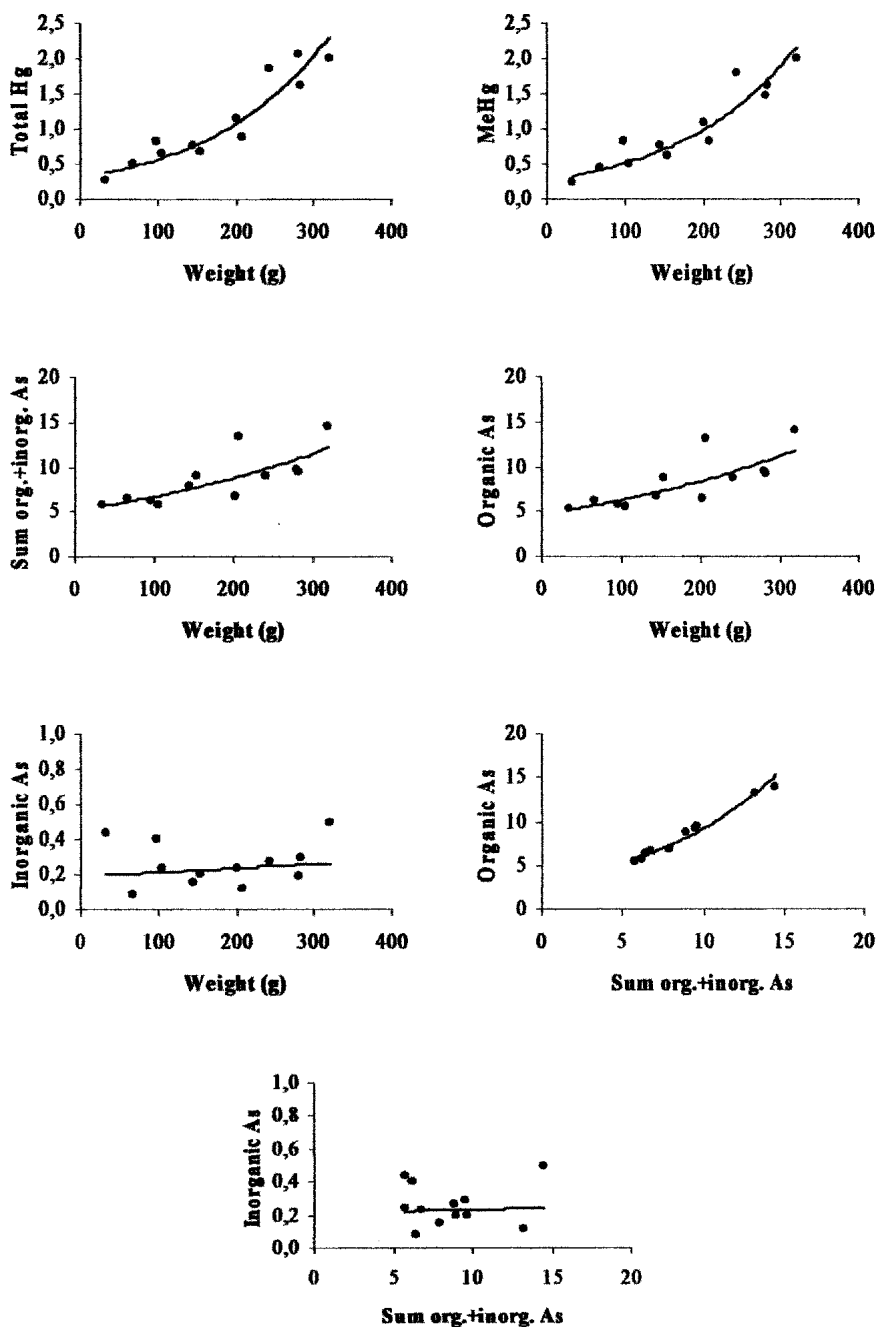 Total Hg
2,5
2,0
1,5
1,0
0,5
0,0
0 100 200 300 400
Weight (g)
MeHg
2,5
2,0
1,5
1,0
0,5
0,0
0 100 200 300 400
Weight (g)
Sum org.+inorg. As
20
15
10
5
0
0 100 200 300 400
Weight (g)
Organic As
20
15
10
5
0
0 100 200 300 400
Weight (g)
Inorganic As
1,0
0,8
0,6
0,4
0,2
0,0
0 100 200 300 400
Weight (g)
Organic As
20
15
10
5
0
0 5 10 15 20
Sum org.+inorg. As
Inorganic As
1,0
0,8
0,6
0,4
0,2
0,0
0 5 10 15 20
Sum org.+inorg. As